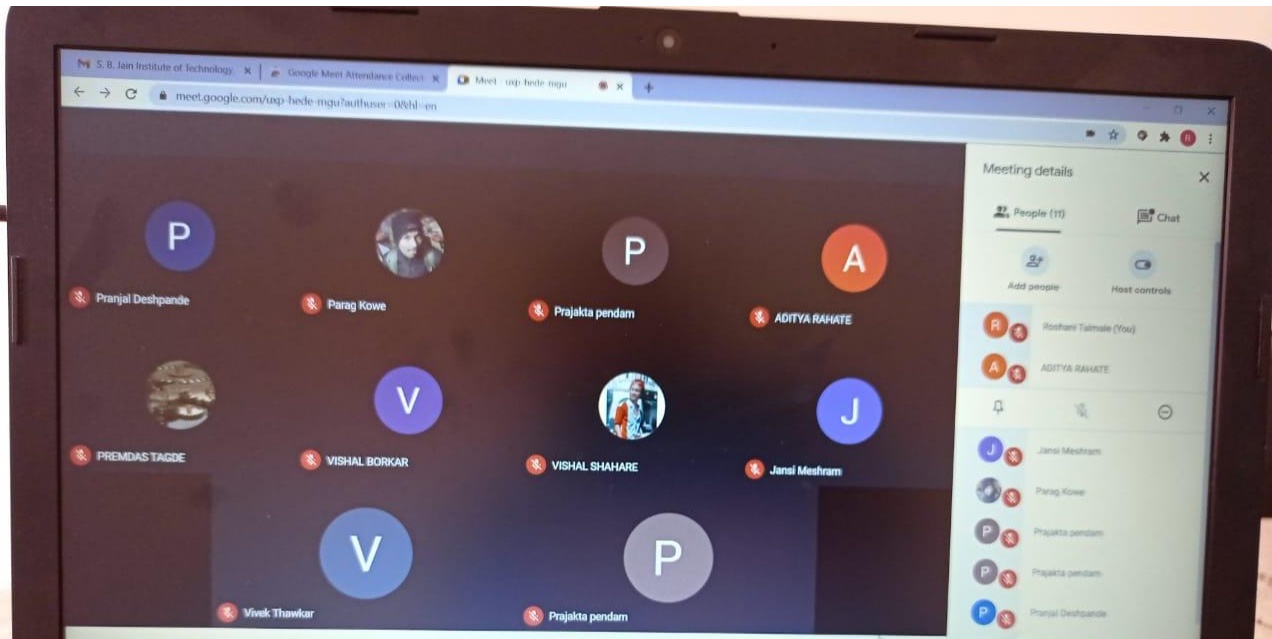 S. B. Jain Institute of Technology,
Google Meet Attendance Collect
Meet - uxp-hede-mgu
meet.google.com/uxp-hede-mgu?authuser=0&hl=en
R
Meeting details
People (11)
Chat
Add people
Host controls
R Roshani Talmale (You)
A ADITYA RAHATE
J Jansi Meshram
Parag Kowe
P Prajakta pendam
P Prajakta pendam
P Pranjal Deshpande
P
Pranjal Deshpande
Parag Kowe
P
Prajakta pendam
A
ADITYA RAHATE
PREMDAS TAGDE
V
VISHAL BORKAR
VISHAL SHAHARE
J
Jansi Meshram
V
Vivek Thawkar
P
Prajakta pendam